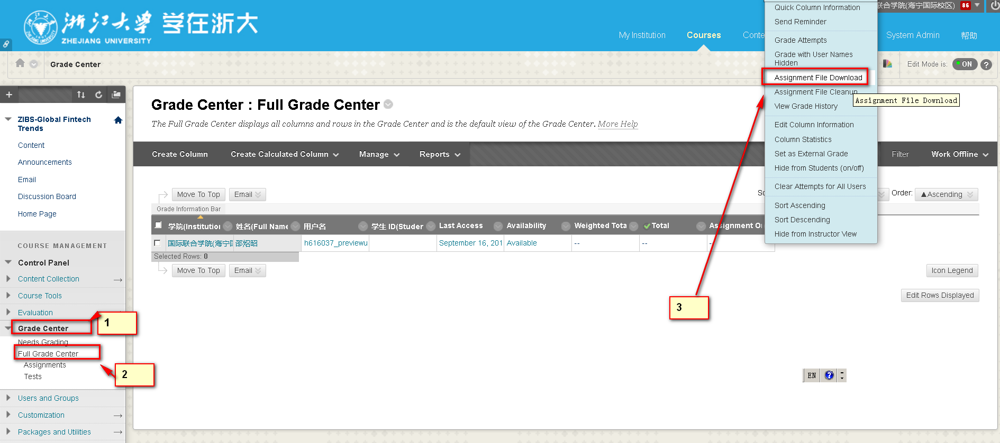 浙江大学 学在浙大
ZHEJIANG UNIVERSITY
联合学院(海宁国际校区) 86
My Institution
Courses
Conte
System Admin
帮助
Grade Center
Edit Mode is: ON ?
Quick Column Information
Send Reminder
Grade Attempts
Grade with User Names
Hidden
Assignment File Download
Assignment File Cleanup
Assignment File Download
View Grade History
Edit Column Information
Column Statistics
Set as External Grade
Hide from Students (on/off)
Clear Attempts for All Users
Sort Ascending
Sort Descending
Hide from Instructor View
ZIBS-Global Fintech
Trends
Content
Announcements
Email
Discussion Board
Home Page
COURSE MANAGEMENT
Control Panel
Content Collection
Course Tools
Evaluation
Grade Center
Needs Grading
Full Grade Center
Assignments
Tests
Users and Groups
Customization
Packages and Utilities
1
2
Grade Center : Full Grade Center
The Full Grade Center displays all columns and rows in the Grade Center and is the default view of the Grade Center. More Help
Create Column
Create Calculated Column
Manage
Reports
Filter
Work Offline
Move To Top
Email
So
Order:
Ascending
Grade Information Bar
学院(Institution
姓名(Full Name
用户名
学生 ID(Studer
Last Access
Availability
Weighted Tota
Total
Assignment On
国际联合学院(海宁国
h616037_previewu
September 16, 201
Available
--
--
--
Selected Rows: 0
Move To Top
Email
Icon Legend
Edit Rows Displayed
3
EN ?